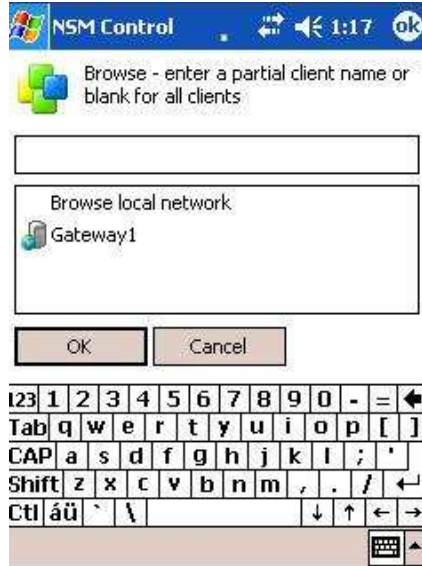 NSM Control 1:17 ok
Browse - enter a partial client name or
blank for all clients
Browse local network
Gateway1
OK Cancel
123 1 2 3 4 5 6 7 8 9 0 - =
Tab q w e r t y u i o p [ ]
CAP a s d f g h j k l ; '
Shift z x c v b n m , . /
Ctl áü ` \